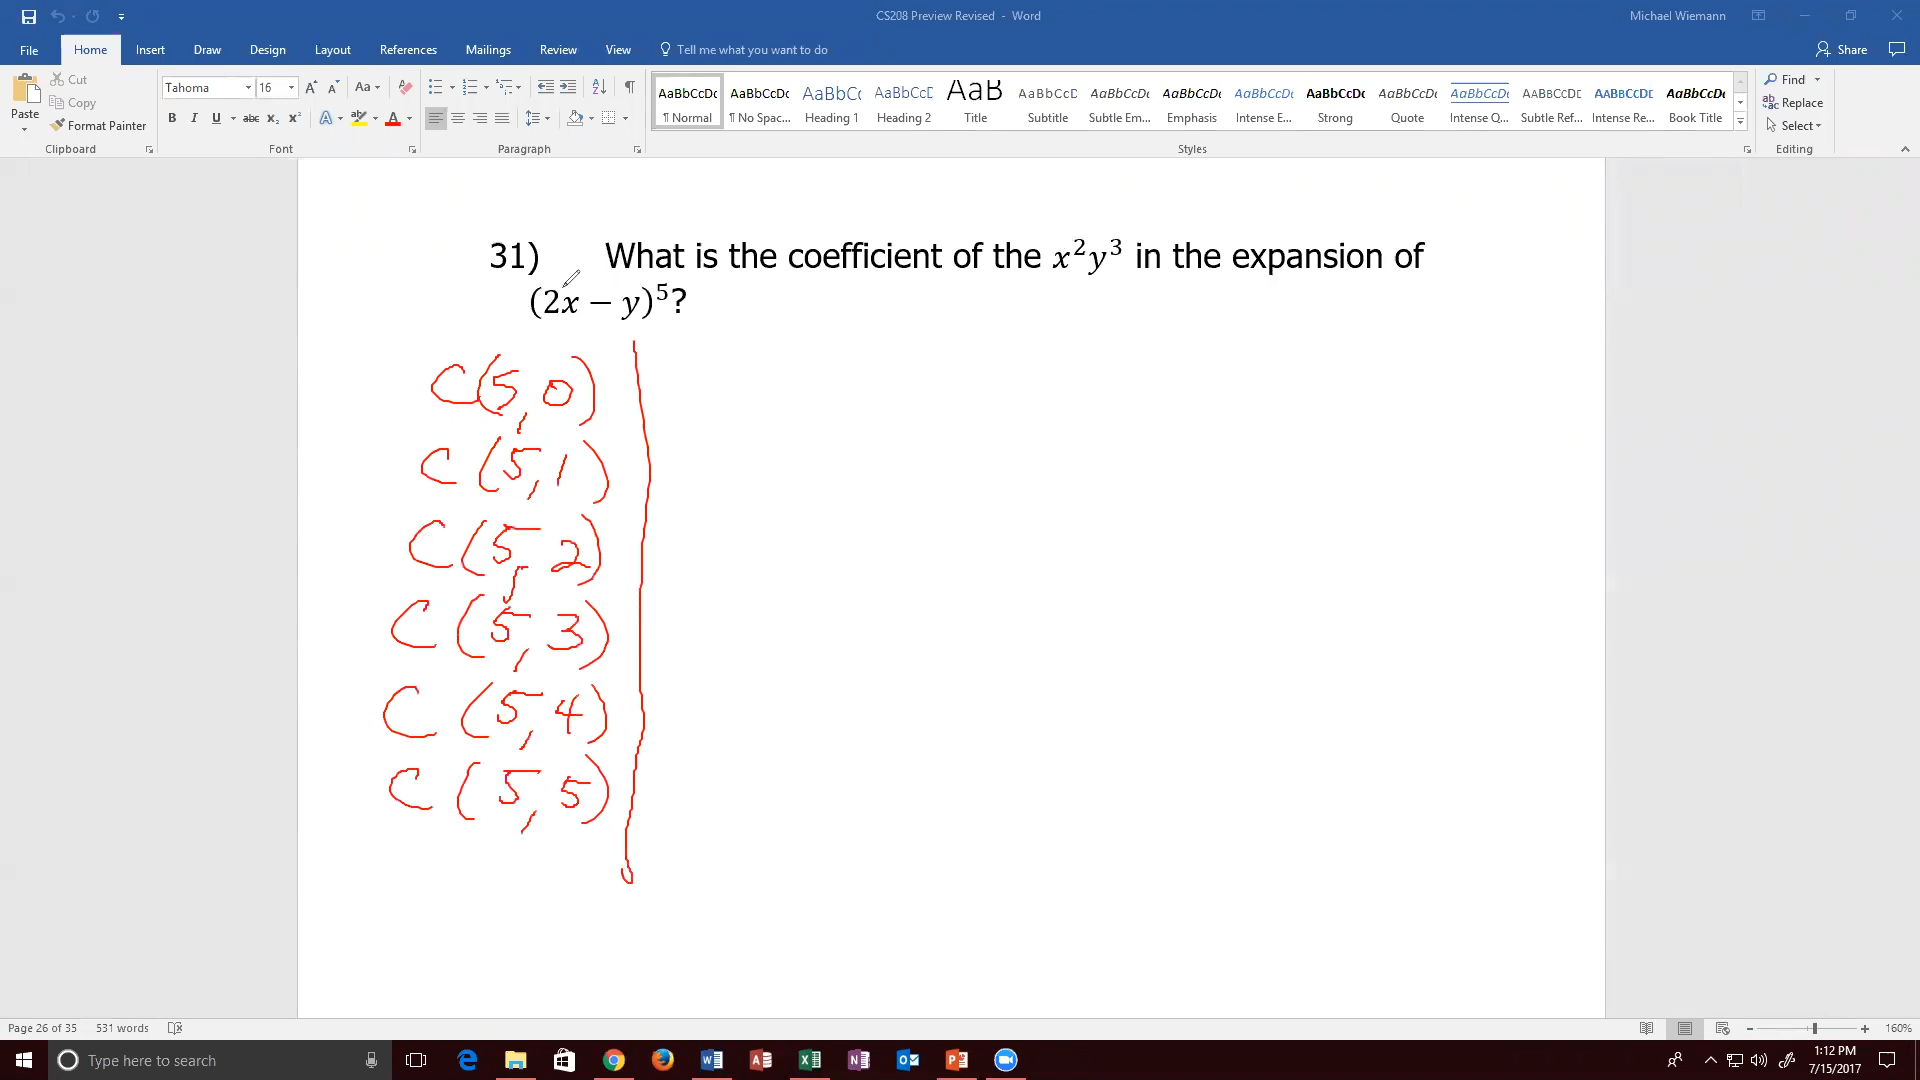 CS208 Preview Revised - Word
Michael Wiemann
File Home Insert Draw Design Layout References Mailings Review View Tell me what you want to do Share
Paste
Cut
Copy
Format Painter
Clipboard
Tahoma 16 Aa
B I U abc x₂ x² A A
Font
Paragraph
AaBbCcDc AaBbCcDc AaBbCc AaBbCcD AaB AaBbCcD AaBbCcDc AaBbCcDc AaBbCcDc AaBbCcDc AaBbCcDc AaBbCcDc AABBCCDC AABBCCDC AaBbCcDc
¶ Normal ¶ No Spac... Heading 1 Heading 2 Title Subtitle Subtle Em... Emphasis Intense E... Strong Quote Intense Q... Subtle Ref... Intense Re... Book Title
Styles
Find
Replace
Select
Editing
31) What is the coefficient of the x²y³ in the expansion of
(2x − y)⁵?
C(5,0)
C(5,1)
C(5,2)
C(5,3)
C(5,4)
C(5,5)
Page 26 of 35 531 words 160%
Type here to search
1:12 PM
7/15/2017